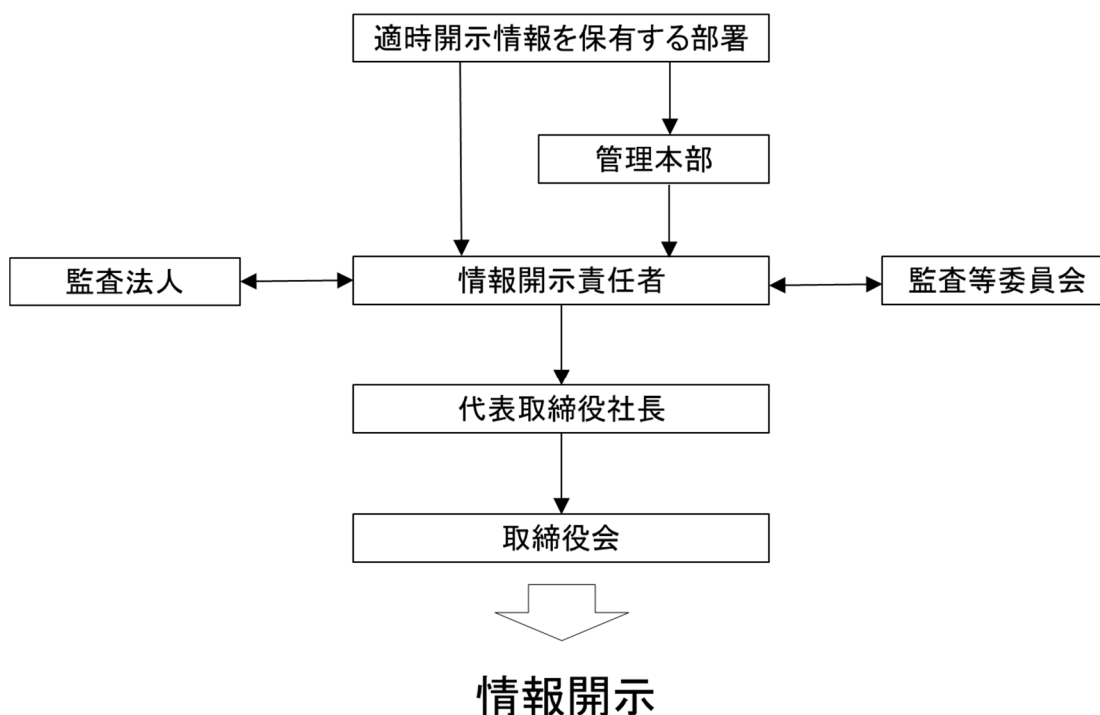 適時開示情報を保有する部署
管理本部
監査法人
情報開示責任者
監査等委員会
代表取締役社長
取締役会
情報開示